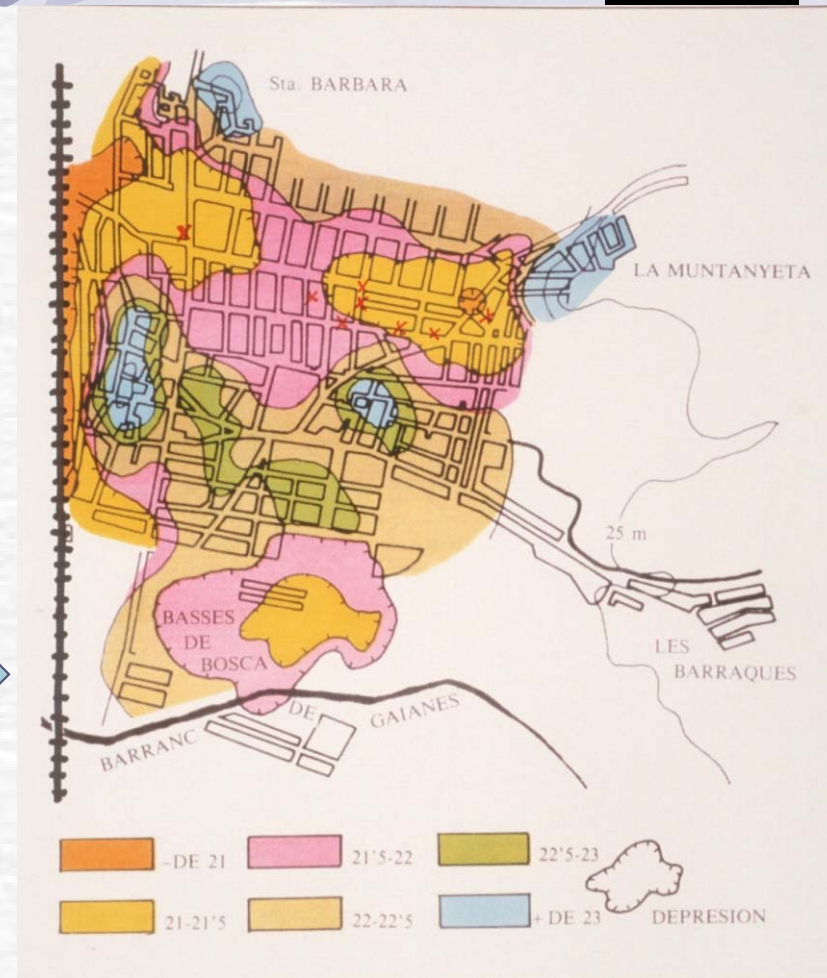 Sta. BARBARA
LA MUNTANYETA
25 m
BASSES
DE
BOSCA
LES
BARRAQUES
BARRANC DE GAIANES
-DE 21
21'5-22
22'5-23
21-21'5
22-22'5
+ DE 23
DEPRESION